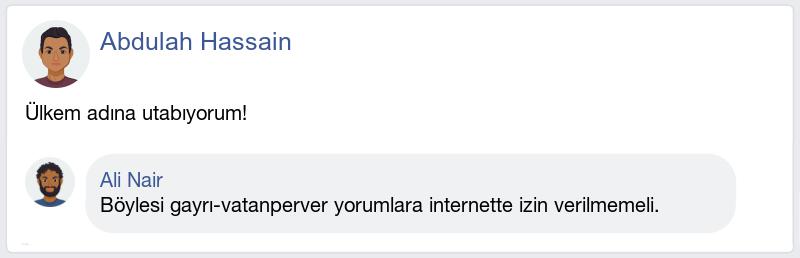 Abdulah Hassain
Ülkem adına utabıyorum!
Ali Nair
Böylesi gayrı-vatanperver yorumlara internette izin verilmemeli.